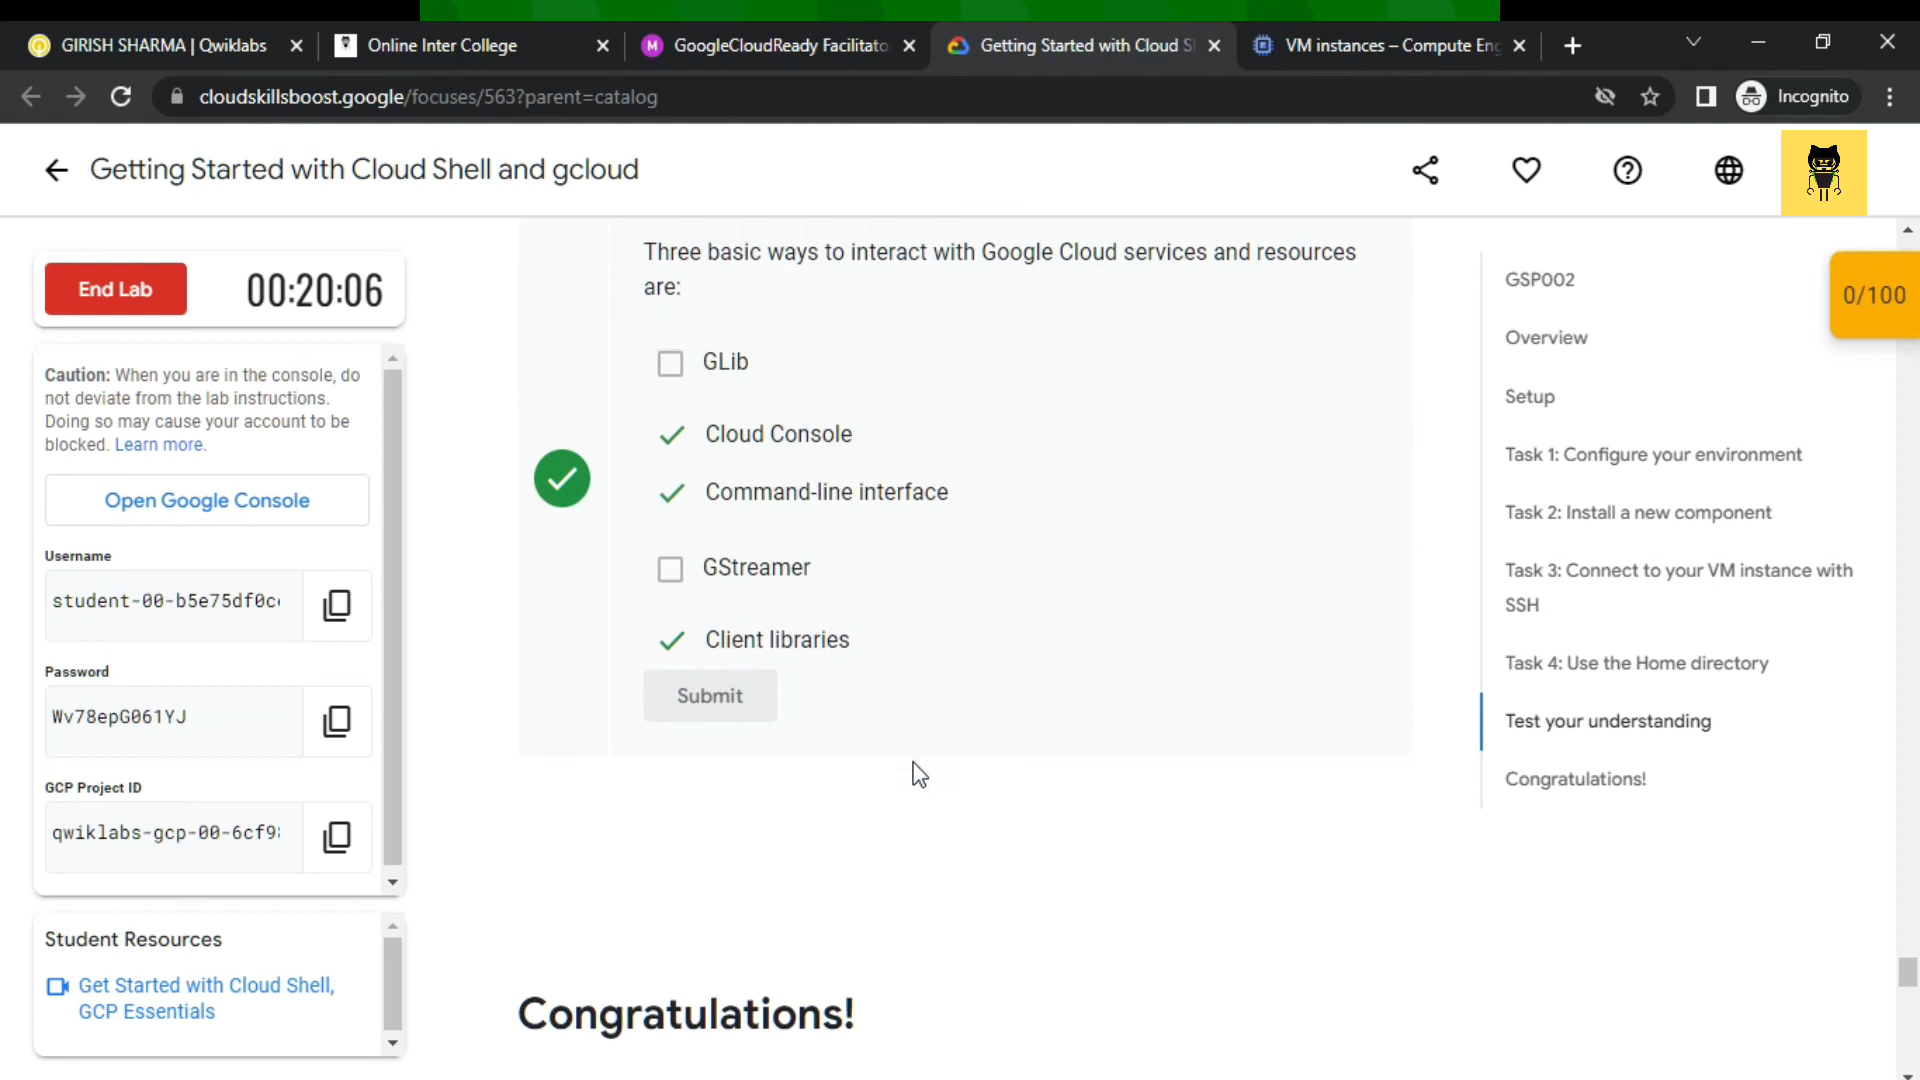 GIRISH SHARMA | Qwiklabs
Online Inter College
GoogleCloudReady Facilitato
Getting Started with Cloud S
VM instances – Compute Eng
cloudskillsboost.google/focuses/563?parent=catalog
Incognito
Getting Started with Cloud Shell and gcloud
End Lab
00:20:06
Caution: When you are in the console, do
not deviate from the lab instructions.
Doing so may cause your account to be
blocked. Learn more.
Open Google Console
Username
student-00-b5e75df0c
Password
Wv78epG061YJ
GCP Project ID
qwiklabs-gcp-00-6cf9
Student Resources
Get Started with Cloud Shell,
GCP Essentials
Three basic ways to interact with Google Cloud services and resources
are:
GLib
Cloud Console
Command-line interface
GStreamer
Client libraries
Submit
Congratulations!
GSP002
Overview
Setup
Task 1: Configure your environment
Task 2: Install a new component
Task 3: Connect to your VM instance with
SSH
Task 4: Use the Home directory
Test your understanding
Congratulations!
0/100